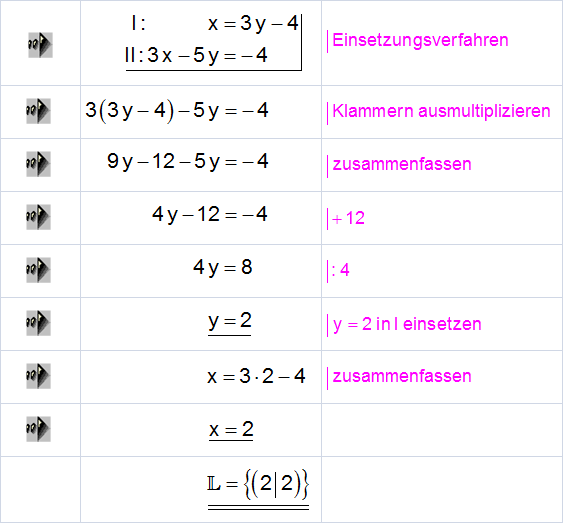 I: x = 3y − 4
II: 3x − 5y = −4 | Einsetzungsverfahren
3(3y − 4) − 5y = −4 | Klammern ausmultiplizieren
9y − 12 − 5y = −4 | zusammenfassen
4y − 12 = −4 | + 12
4y = 8 | : 4
y = 2 | y = 2 in I einsetzen
x = 3 · 2 − 4 | zusammenfassen
x = 2
𝕃 = {(2|2)}